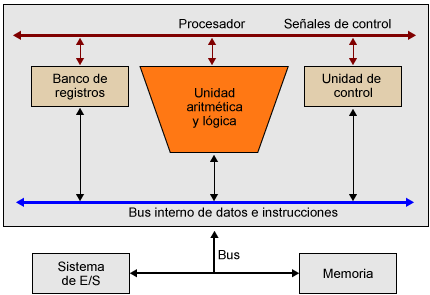 Procesador
Señales de control
Banco de
registros
Unidad
aritmética
y lógica
Unidad de
control
Bus interno de datos e instrucciones
Bus
Sistema
de E/S
Memoria